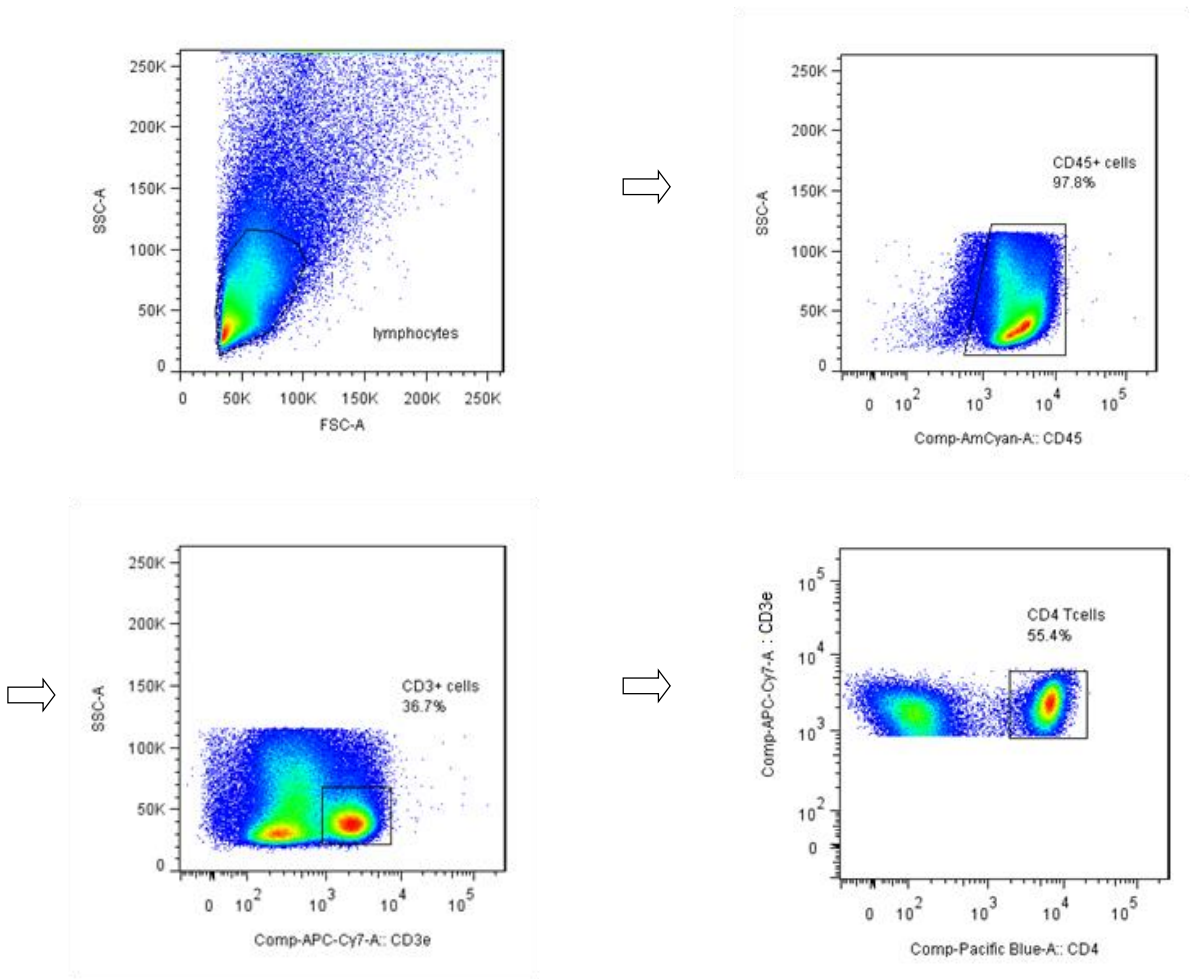 250K
200K
150K
100K
50K
0
SSC-A
lymphocytes
0 50K 100K 150K 200K 250K
FSC-A
250K
200K
150K
100K
50K
0
SSC-A
CD45+ cells
97.8%
0 10^2 10^3 10^4 10^5
Comp-AmCyan-A:: CD45
250K
200K
150K
100K
50K
0
SSC-A
CD3+ cells
36.7%
0 10^2 10^3 10^4 10^5
Comp-APC-Cy7-A:: CD3e
10^5
10^4
10^3
10^2
0
Comp-APC-Cy7-A : CD3e
CD4 Tcells
55.4%
0 10^2 10^3 10^4 10^5
Comp-Pacific Blue-A:: CD4